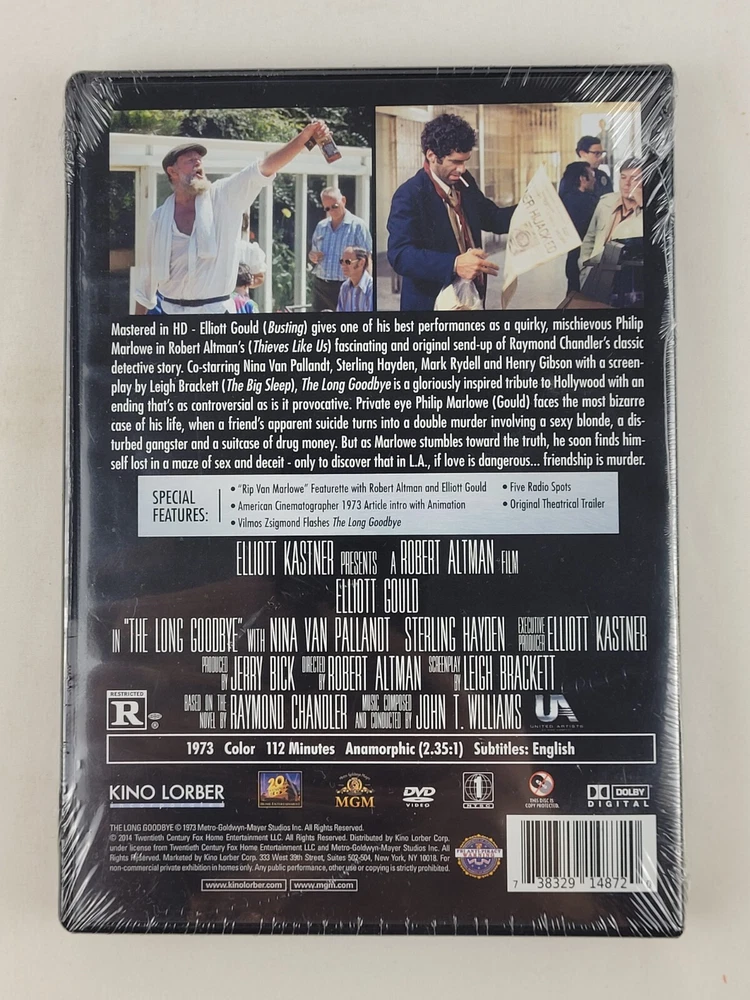 ER HIJACKED
Mastered in HD - Elliott Gould (Busting) gives one of his best performances as a quirky, mischievous Philip
Marlowe in Robert Altman's (Thieves Like Us) fascinating and original send-up of Raymond Chandler's classic
detective story. Co-starring Nina Van Pallandt, Sterling Hayden, Mark Rydell and Henry Gibson with a screen-
play by Leigh Brackett (The Big Sleep), The Long Goodbye is a gloriously inspired tribute to Hollywood with an
ending that's as controversial as is it provocative. Private eye Philip Marlowe (Gould) faces the most bizarre
case of his life, when a friend's apparent suicide turns into a double murder involving a sexy blonde, a dis-
turbed gangster and a suitcase of drug money. But as Marlowe stumbles toward the truth, he soon finds him-
self lost in a maze of sex and deceit - only to discover that in L.A., if love is dangerous... friendship is murder.
SPECIAL
FEATURES:
• "Rip Van Marlowe" Featurette with Robert Altman and Elliott Gould
• American Cinematographer 1973 Article intro with Animation
• Vilmos Zsigmond Flashes The Long Goodbye
• Five Radio Spots
• Original Theatrical Trailer
ELLIOTT KASTNER PRESENTS A ROBERT ALTMAN FILM
ELLIOTT GOULD
IN "THE LONG GOODBYE" WITH NINA VAN PALLANDT STERLING HAYDEN EXECUTIVE PRODUCER ELLIOTT KASTNER
PRODUCED BY JERRY BICK DIRECTED BY ROBERT ALTMAN SCREENPLAY BY LEIGH BRACKETT
BASED ON THE NOVEL BY RAYMOND CHANDLER MUSIC COMPOSED AND CONDUCTED BY JOHN T. WILLIAMS
RESTRICTED
R
®
UA
UNITED ARTISTS
1973 Color 112 Minutes Anamorphic (2.35:1) Subtitles: English
KINO LORBER
20th CENTURY FOX
HOME ENTERTAINMENT
MGM
DVD
VIDEO
1
NTSC
THIS DISC IS
COPY PROTECTED.
DOLBY
DIGITAL
THE LONG GOODBYE © 1973 Metro-Goldwyn-Mayer Studios Inc. All Rights Reserved.
© 2014 Twentieth Century Fox Home Entertainment LLC. All Rights Reserved. Distributed by Kino Lorber Corp.
under license from Twentieth Century Fox Home Entertainment LLC and Metro-Goldwyn-Mayer Studios Inc. All
Rights Reserved. Marketed by Kino Lorber Corp. 333 West 39th Street, Suites 502-504, New York, NY 10018. For
non-commercial private exhibition in homes only. Any public performance, other use or copying is strictly prohibited.
www.kinolorber.com www.mgm.com
WARNING
7 38329 14872 0